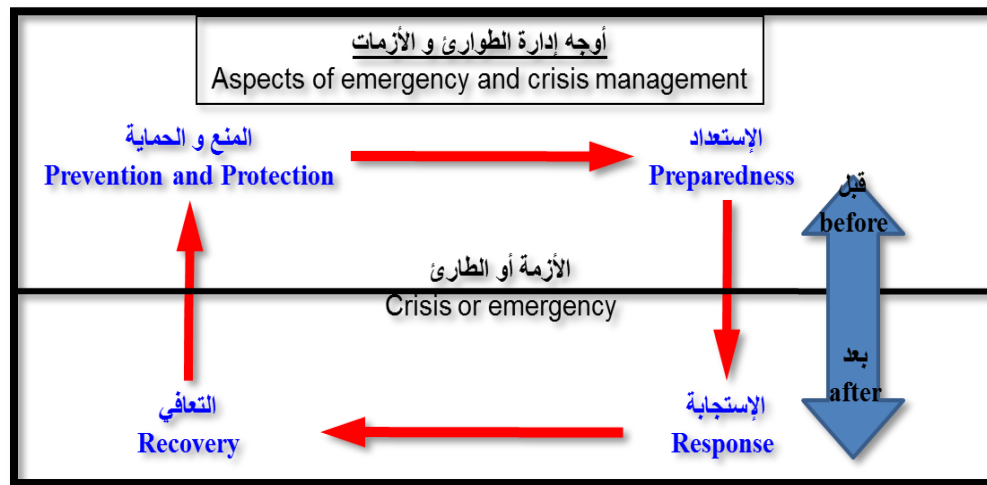 أوجه إدارة الطوارئ و الأزمات
Aspects of emergency and crisis management
المنع و الحماية
Prevention and Protection
الإستعداد
Preparedness
قبل
before
الأزمة أو الطارئ
Crisis or emergency
بعد
after
التعافي
Recovery
الإستجابة
Response